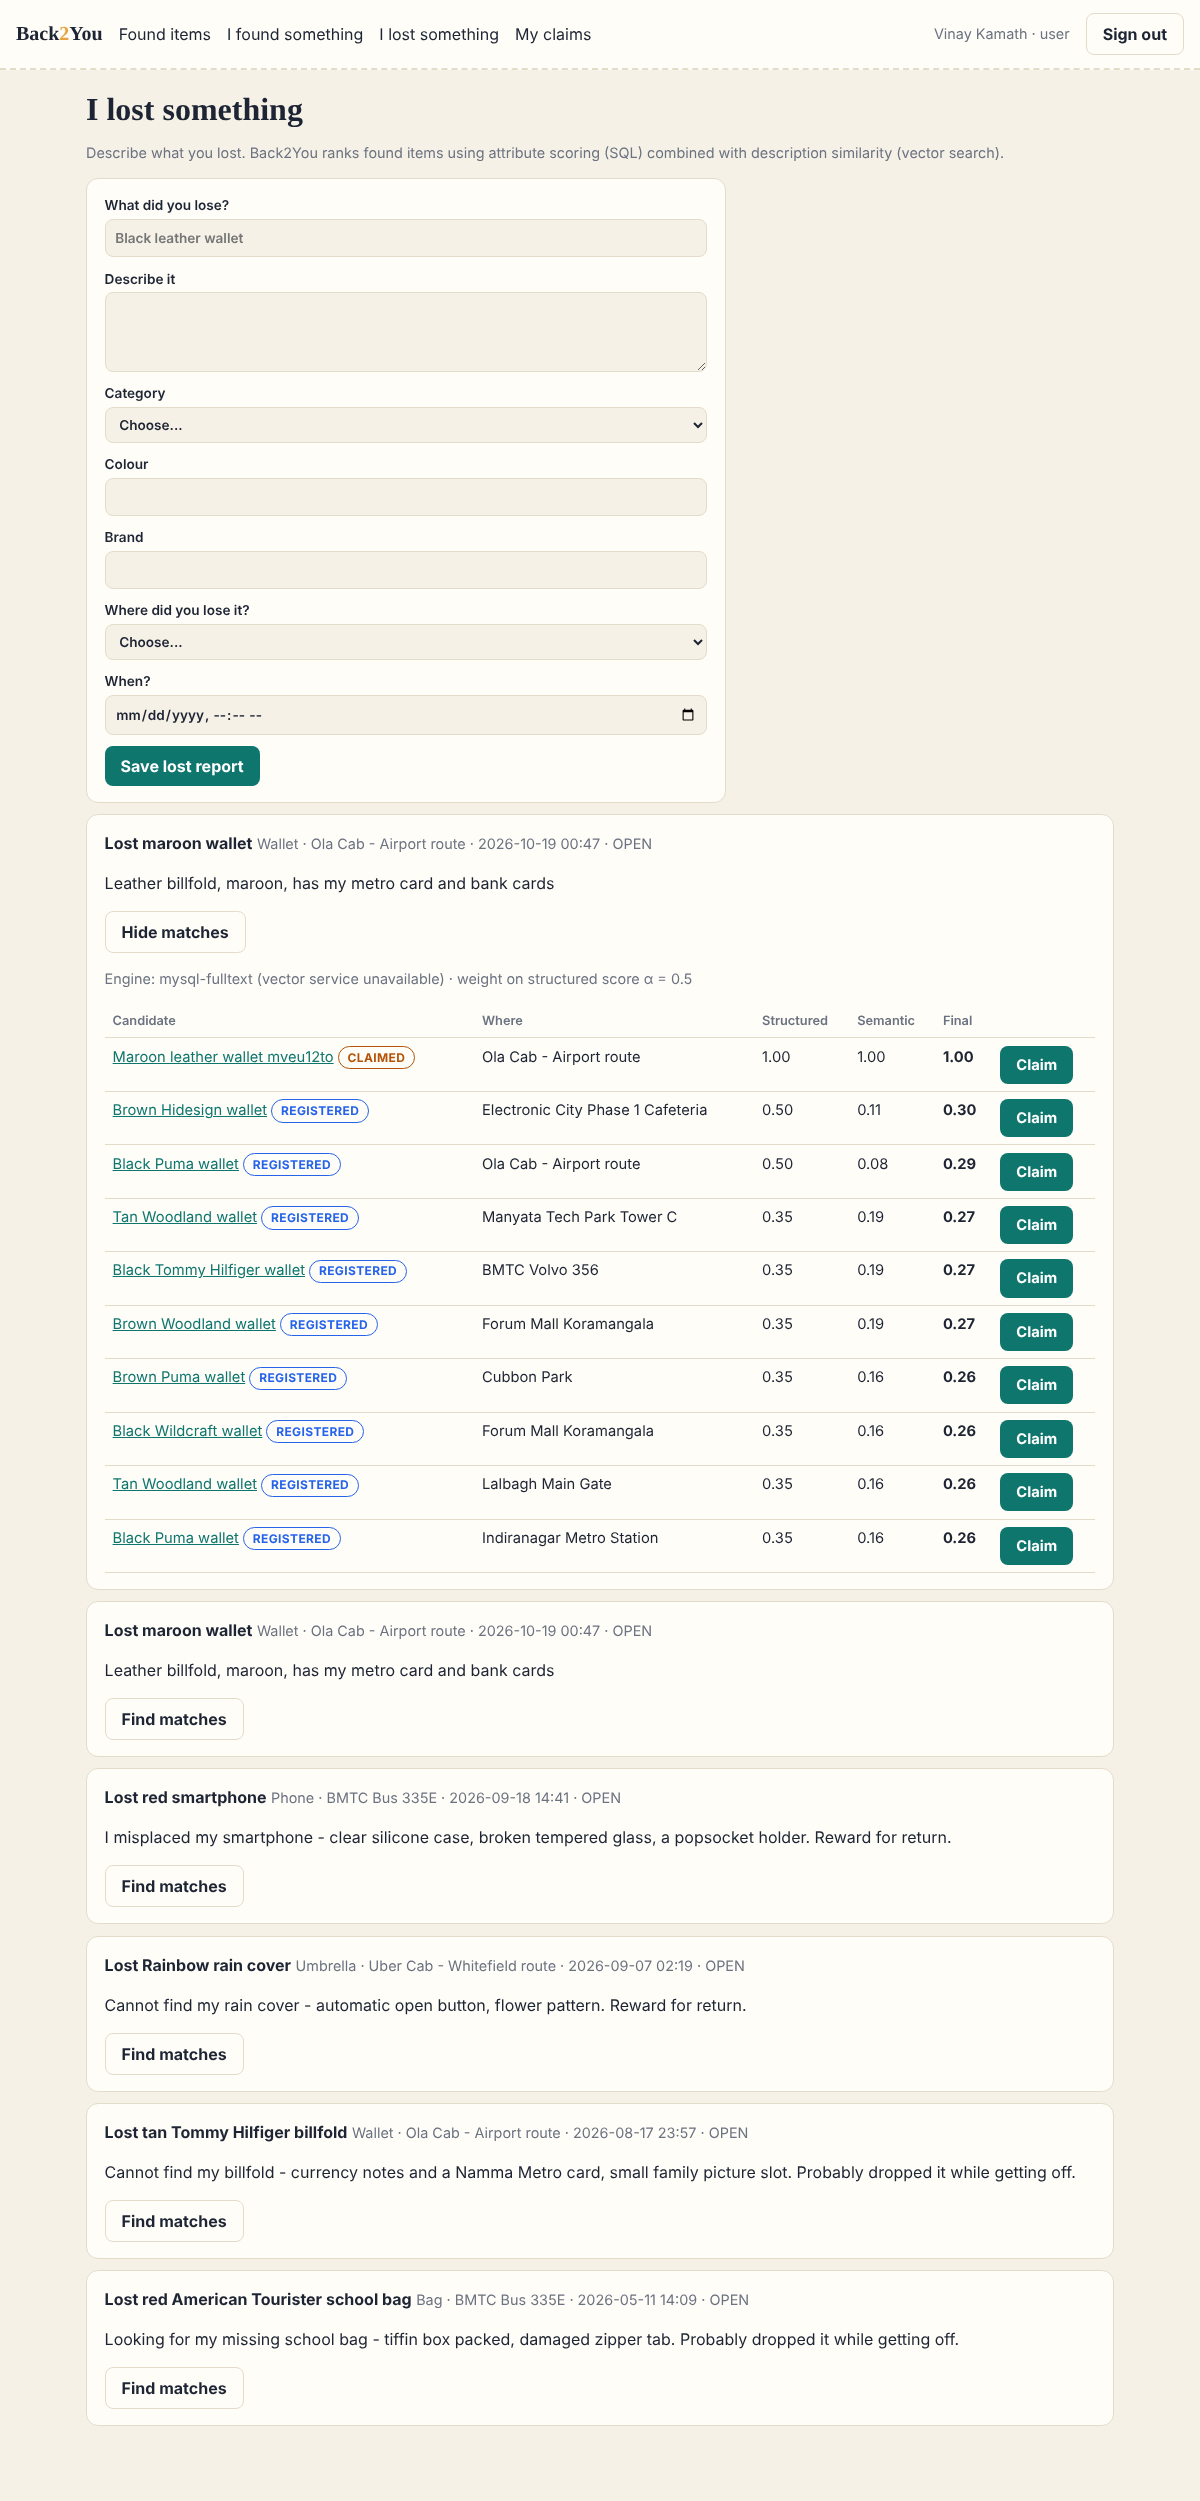 Back2You Found items I found something I lost something My claims Vinay Kamath · user Sign out
I lost something
Describe what you lost. Back2You ranks found items using attribute scoring (SQL) combined with description similarity (vector search).
What did you lose?
Black leather wallet
Describe it
Category
Choose...
Colour
Brand
Where did you lose it?
Choose...
When?
mm/dd/yyyy, --:-- --
Save lost report
Lost maroon wallet Wallet · Ola Cab - Airport route · 2026-10-19 00:47 · OPEN
Leather billfold, maroon, has my metro card and bank cards
Hide matches
Engine: mysql-fulltext (vector service unavailable) · weight on structured score α = 0.5
Candidate Where Structured Semantic Final
Maroon leather wallet mveu12to CLAIMED Ola Cab - Airport route 1.00 1.00 1.00 Claim
Brown Hidesign wallet REGISTERED Electronic City Phase 1 Cafeteria 0.50 0.11 0.30 Claim
Black Puma wallet REGISTERED Ola Cab - Airport route 0.50 0.08 0.29 Claim
Tan Woodland wallet REGISTERED Manyata Tech Park Tower C 0.35 0.19 0.27 Claim
Black Tommy Hilfiger wallet REGISTERED BMTC Volvo 356 0.35 0.19 0.27 Claim
Brown Woodland wallet REGISTERED Forum Mall Koramangala 0.35 0.19 0.27 Claim
Brown Puma wallet REGISTERED Cubbon Park 0.35 0.16 0.26 Claim
Black Wildcraft wallet REGISTERED Forum Mall Koramangala 0.35 0.16 0.26 Claim
Tan Woodland wallet REGISTERED Lalbagh Main Gate 0.35 0.16 0.26 Claim
Black Puma wallet REGISTERED Indiranagar Metro Station 0.35 0.16 0.26 Claim
Lost maroon wallet Wallet · Ola Cab - Airport route · 2026-10-19 00:47 · OPEN
Leather billfold, maroon, has my metro card and bank cards
Find matches
Lost red smartphone Phone · BMTC Bus 335E · 2026-09-18 14:41 · OPEN
I misplaced my smartphone - clear silicone case, broken tempered glass, a popsocket holder. Reward for return.
Find matches
Lost Rainbow rain cover Umbrella · Uber Cab - Whitefield route · 2026-09-07 02:19 · OPEN
Cannot find my rain cover - automatic open button, flower pattern. Reward for return.
Find matches
Lost tan Tommy Hilfiger billfold Wallet · Ola Cab - Airport route · 2026-08-17 23:57 · OPEN
Cannot find my billfold - currency notes and a Namma Metro card, small family picture slot. Probably dropped it while getting off.
Find matches
Lost red American Tourister school bag Bag · BMTC Bus 335E · 2026-05-11 14:09 · OPEN
Looking for my missing school bag - tiffin box packed, damaged zipper tab. Probably dropped it while getting off.
Find matches